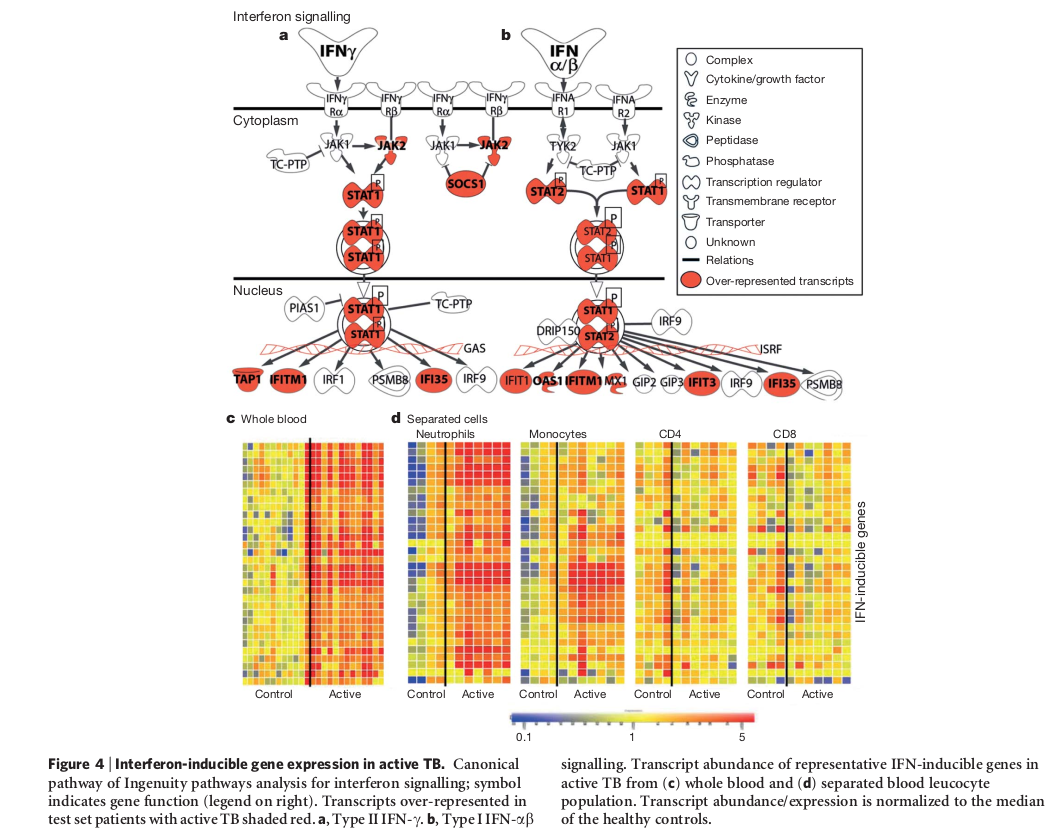 Interferon signalling
a
b
IFNγ
IFN
α/β
IFNγ
Rα
IFNγ
Rβ
IFNγ
Rα
IFNγ
Rβ
IFNA
R1
IFNA
R2
Cytoplasm
JAK1
JAK2
JAK1
JAK2
TYK2
JAK1
TC-PTP
TC-PTP
SOCS1
STAT1
P
STAT2
P
STAT1
P
STAT1
P
STAT1
P
STAT2
P
STAT1
P
Nucleus
PIAS1
STAT1
P
STAT1
P
TC-PTP
DRIP150
STAT1
P
STAT2
P
IRF9
GAS
ISRF
TAP1
IFITM1
IRF1
PSMB8
IFI35
IRF9
IFIT1
OAS1
IFITM1
MX1
GIP2
GIP3
IFIT3
IRF9
IFI35
PSMB8
Complex
Cytokine/growth factor
Enzyme
Kinase
Peptidase
Phosphatase
Transcription regulator
Transmembrane receptor
Transporter
Unknown
Relations
Over-represented transcripts
c Whole blood
d Separated cells
Neutrophils Monocytes CD4 CD8
IFN-inducible genes
Control Active
Control Active
Control Active
Control Active
Control Active
0.1 1 5
Figure 4 | Interferon-inducible gene expression in active TB. Canonical
pathway of Ingenuity pathways analysis for interferon signalling; symbol
indicates gene function (legend on right). Transcripts over-represented in
test set patients with active TB shaded red. a, Type II IFN-γ. b, Type I IFN-αβ
signalling. Transcript abundance of representative IFN-inducible genes in
active TB from (c) whole blood and (d) separated blood leucocyte
population. Transcript abundance/expression is normalized to the median
of the healthy controls.